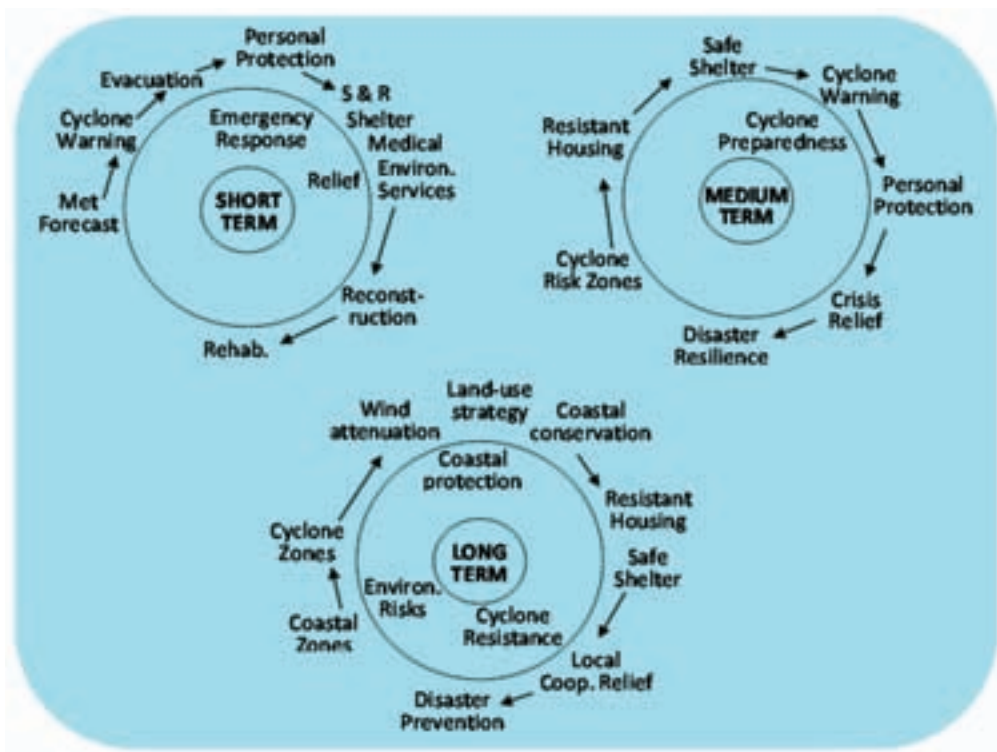 Personal
Protection
Evacuation
Cyclone
Warning
Met
Forecast
S & R
Shelter
Medical
Environ.
Services
Emergency
Response
Relief
SHORT
TERM
Reconst-
ruction
Rehab.
Safe
Shelter
Cyclone
Warning
Resistant
Housing
Cyclone
Preparedness
MEDIUM
TERM
Personal
Protection
Cyclone
Risk Zones
Crisis
Relief
Disaster
Resilience
Land-use
strategy
Wind
attenuation
Coastal
conservation
Coastal
protection
Resistant
Housing
Cyclone
Zones
LONG
TERM
Safe
Shelter
Environ.
Risks
Coastal
Zones
Cyclone
Resistance
Local
Coop. Relief
Disaster
Prevention